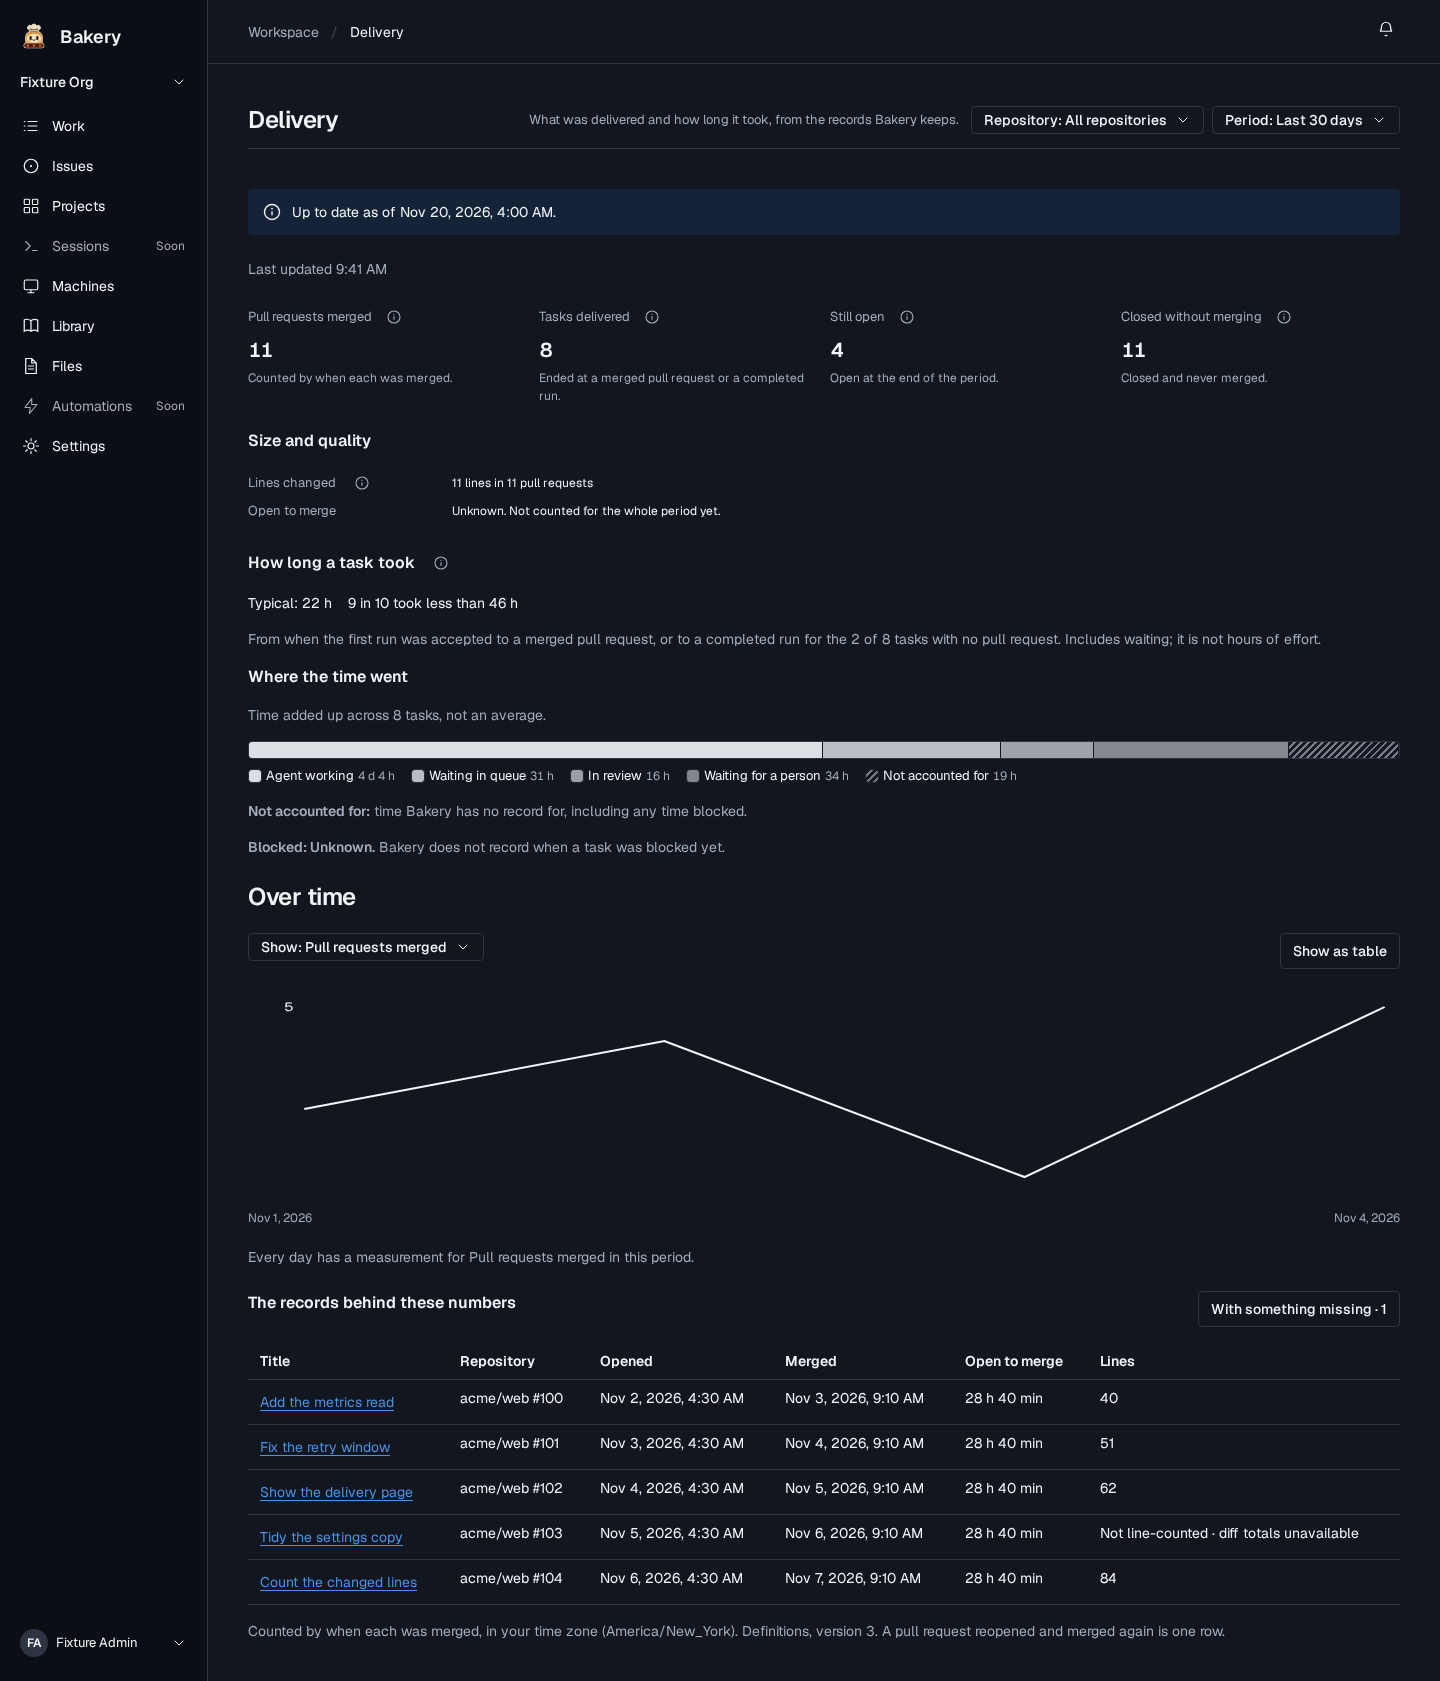 Bakery
Fixture Org
Work
Issues
Projects
Sessions Soon
Machines
Library
Files
Automations Soon
Settings
FA Fixture Admin
Workspace / Delivery
Delivery
What was delivered and how long it took, from the records Bakery keeps.
Repository: All repositories
Period: Last 30 days
Up to date as of Nov 20, 2026, 4:00 AM.
Last updated 9:41 AM
Pull requests merged
11
Counted by when each was merged.
Tasks delivered
8
Ended at a merged pull request or a completed
run.
Still open
4
Open at the end of the period.
Closed without merging
11
Closed and never merged.
Size and quality
Lines changed 11 lines in 11 pull requests
Open to merge Unknown. Not counted for the whole period yet.
How long a task took
Typical: 22 h 9 in 10 took less than 46 h
From when the first run was accepted to a merged pull request, or to a completed run for the 2 of 8 tasks with no pull request. Includes waiting; it is not hours of effort.
Where the time went
Time added up across 8 tasks, not an average.
Agent working 4 d 4 h Waiting in queue 31 h In review 16 h Waiting for a person 34 h Not accounted for 19 h
Not accounted for: time Bakery has no record for, including any time blocked.
Blocked: Unknown. Bakery does not record when a task was blocked yet.
Over time
Show: Pull requests merged
Show as table
5
Nov 1, 2026 Nov 4, 2026
Every day has a measurement for Pull requests merged in this period.
The records behind these numbers
With something missing · 1
Title Repository Opened Merged Open to merge Lines
Add the metrics read acme/web #100 Nov 2, 2026, 4:30 AM Nov 3, 2026, 9:10 AM 28 h 40 min 40
Fix the retry window acme/web #101 Nov 3, 2026, 4:30 AM Nov 4, 2026, 9:10 AM 28 h 40 min 51
Show the delivery page acme/web #102 Nov 4, 2026, 4:30 AM Nov 5, 2026, 9:10 AM 28 h 40 min 62
Tidy the settings copy acme/web #103 Nov 5, 2026, 4:30 AM Nov 6, 2026, 9:10 AM 28 h 40 min Not line-counted · diff totals unavailable
Count the changed lines acme/web #104 Nov 6, 2026, 4:30 AM Nov 7, 2026, 9:10 AM 28 h 40 min 84
Counted by when each was merged, in your time zone (America/New_York). Definitions, version 3. A pull request reopened and merged again is one row.